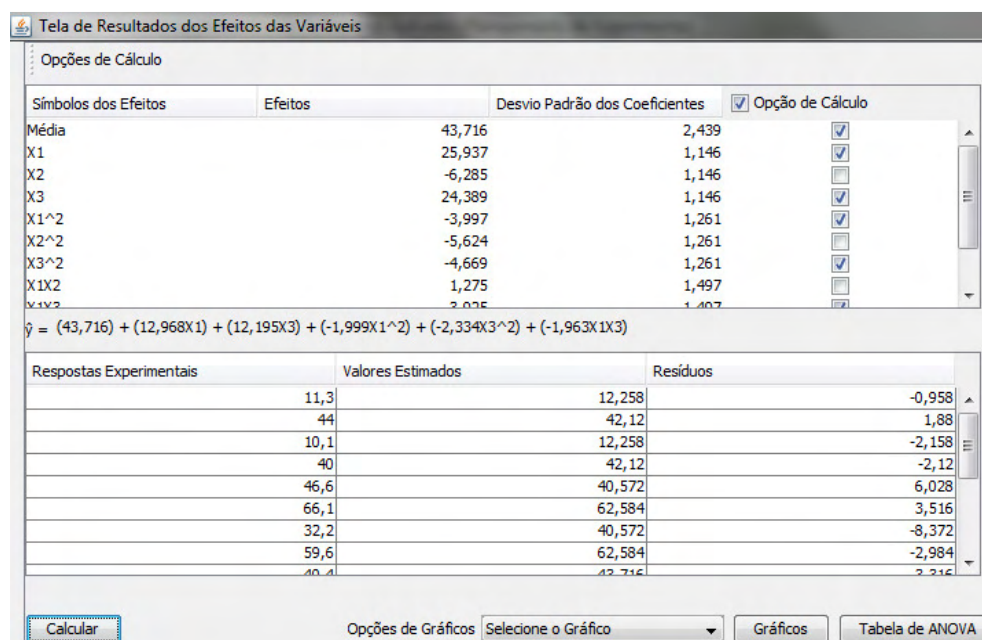 Tela de Resultados dos Efeitos das Variáveis
Opções de Cálculo
Símbolos dos Efeitos Efeitos Desvio Padrão dos Coeficientes Opção de Cálculo
Média 43,716 2,439
X1 25,937 1,146
X2 -6,285 1,146
X3 24,389 1,146
X1^2 -3,997 1,261
X2^2 -5,624 1,261
X3^2 -4,669 1,261
X1X2 1,275 1,497
X1X3 1,497
ŷ = (43,716) + (12,968X1) + (12,195X3) + (-1,999X1^2) + (-2,334X3^2) + (-1,963X1X3)
Respostas Experimentais Valores Estimados Resíduos
11,3 12,258 -0,958
44 42,12 1,88
10,1 12,258 -2,158
40 42,12 -2,12
46,6 40,572 6,028
66,1 62,584 3,516
32,2 40,572 -8,372
59,6 62,584 -2,984
43,716
Calcular Opções de Gráficos Selecione o Gráfico Gráficos Tabela de ANOVA